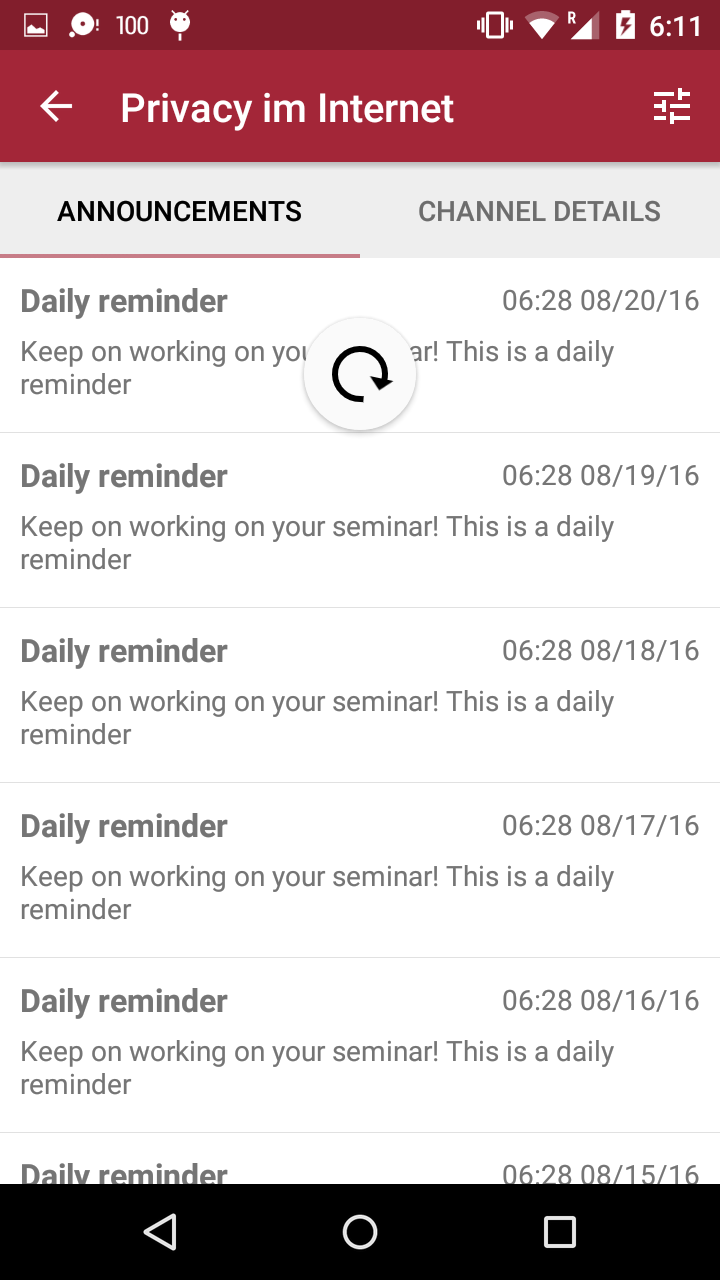 100
R
6:11
Privacy im Internet
ANNOUNCEMENTS
CHANNEL DETAILS
Daily reminder 06:28 08/20/16
Keep on working on ar! This is a daily
reminder
Daily reminder 06:28 08/19/16
Keep on working on your seminar! This is a daily
reminder
Daily reminder 06:28 08/18/16
Keep on working on your seminar! This is a daily
reminder
Daily reminder 06:28 08/17/16
Keep on working on your seminar! This is a daily
reminder
Daily reminder 06:28 08/16/16
Keep on working on your seminar! This is a daily
reminder
Daily reminder 06:28 08/15/16